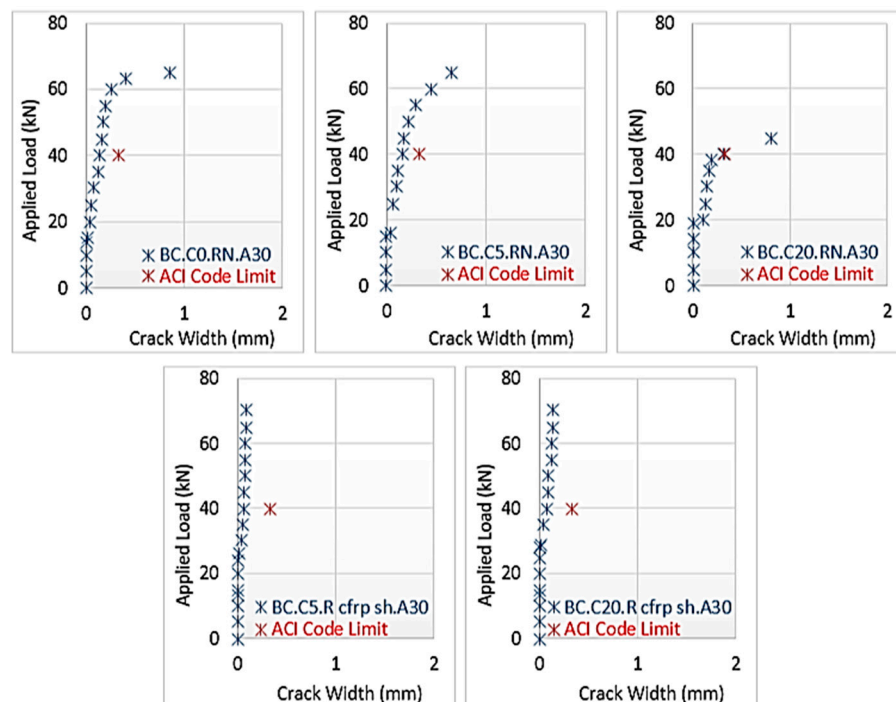 80
60
40
20
0
Applied Load (kN)
BC.C0.RN.A30
ACI Code Limit
0 1 2
Crack Width (mm)
80
60
40
20
0
Applied Load (kN)
BC.C5.RN.A30
ACI Code Limit
0 1 2
Crack Width (mm)
80
60
40
20
0
Applied Load (kN)
BC.C20.RN.A30
ACI Code Limit
0 1 2
Crack Width (mm)
80
60
40
20
0
Applied Load (kN)
BC.C5.R cfrp sh.A30
ACI Code Limit
0 1 2
Crack Width (mm)
80
60
40
20
0
Applied Load (kN)
BC.C20.R cfrp sh.A30
ACI Code Limit
0 1 2
Crack Width (mm)